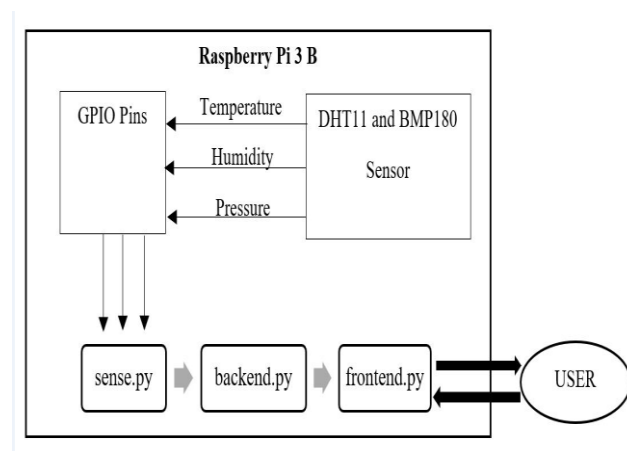 Raspberry Pi 3 B
GPIO Pins
Temperature
Humidity
Pressure
DHT11 and BMP180
Sensor
sense.py
backend.py
frontend.py
USER